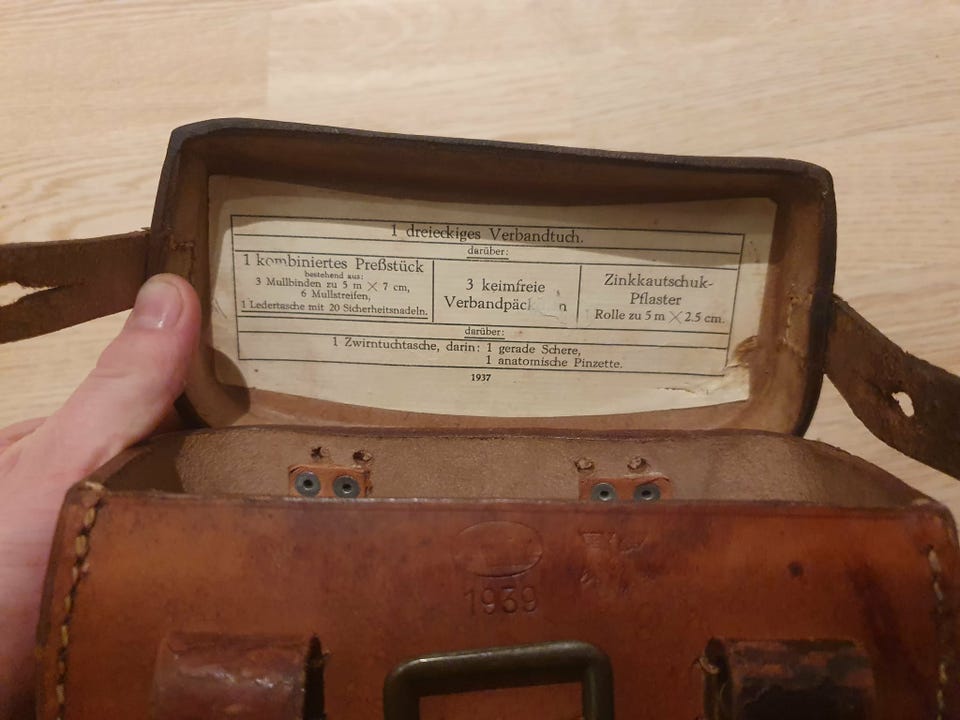 1 dreieckiges Verbandtuch.
darüber:
1 kombiniertes Preßstück
bestehend aus:
3 Mullbinden zu 5 m × 7 cm,
6 Mullstreifen,
1 Ledertasche mit 20 Sicherheitsnadeln.
3 keimfreie
Zinkkautschuk-
Pflaster
Rolle zu 5 m × 2.5 cm.
darüber:
1 Zwirntuchtasche, darin: 1 gerade Schere,
1 anatomische Pinzette.
1937
1939